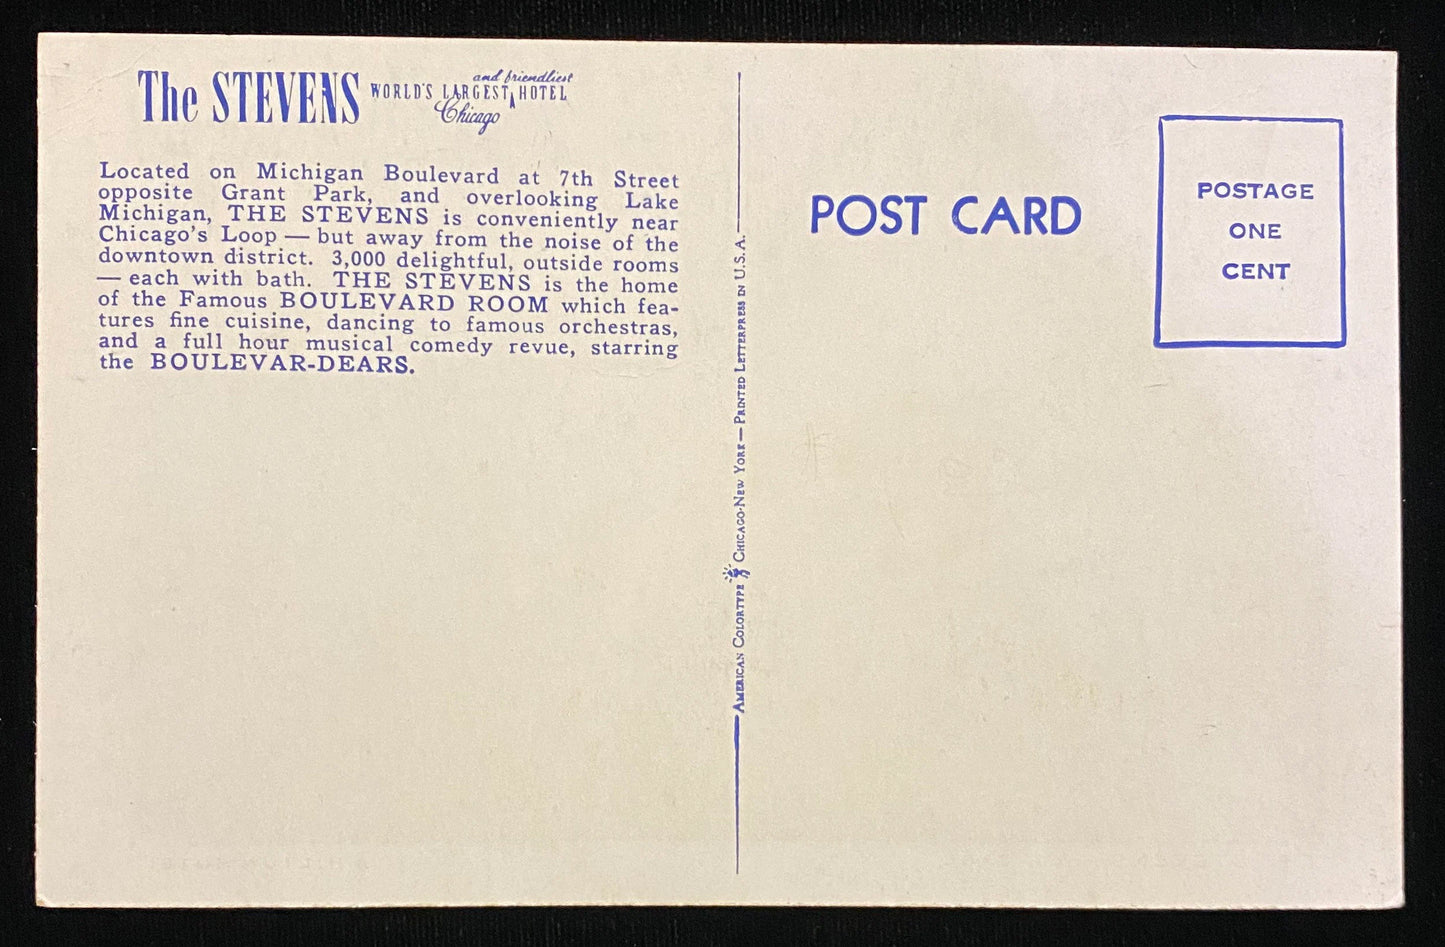 The STEVENS WORLD'S LARGEST and friendliest HOTEL
Chicago
Located on Michigan Boulevard at 7th Street
opposite Grant Park, and overlooking Lake
Michigan, THE STEVENS is conveniently near
Chicago's Loop — but away from the noise of the
downtown district. 3,000 delightful, outside rooms
— each with bath. THE STEVENS is the home
of the Famous BOULEVARD ROOM which fea-
tures fine cuisine, dancing to famous orchestras,
and a full hour musical comedy revue, starring
the BOULEVAR-DEARS.
AMERICAN COLORTYPE CHICAGO-NEW YORK — PRINTED LETTERPRESS IN U.S.A.
POST CARD
POSTAGE
ONE
CENT